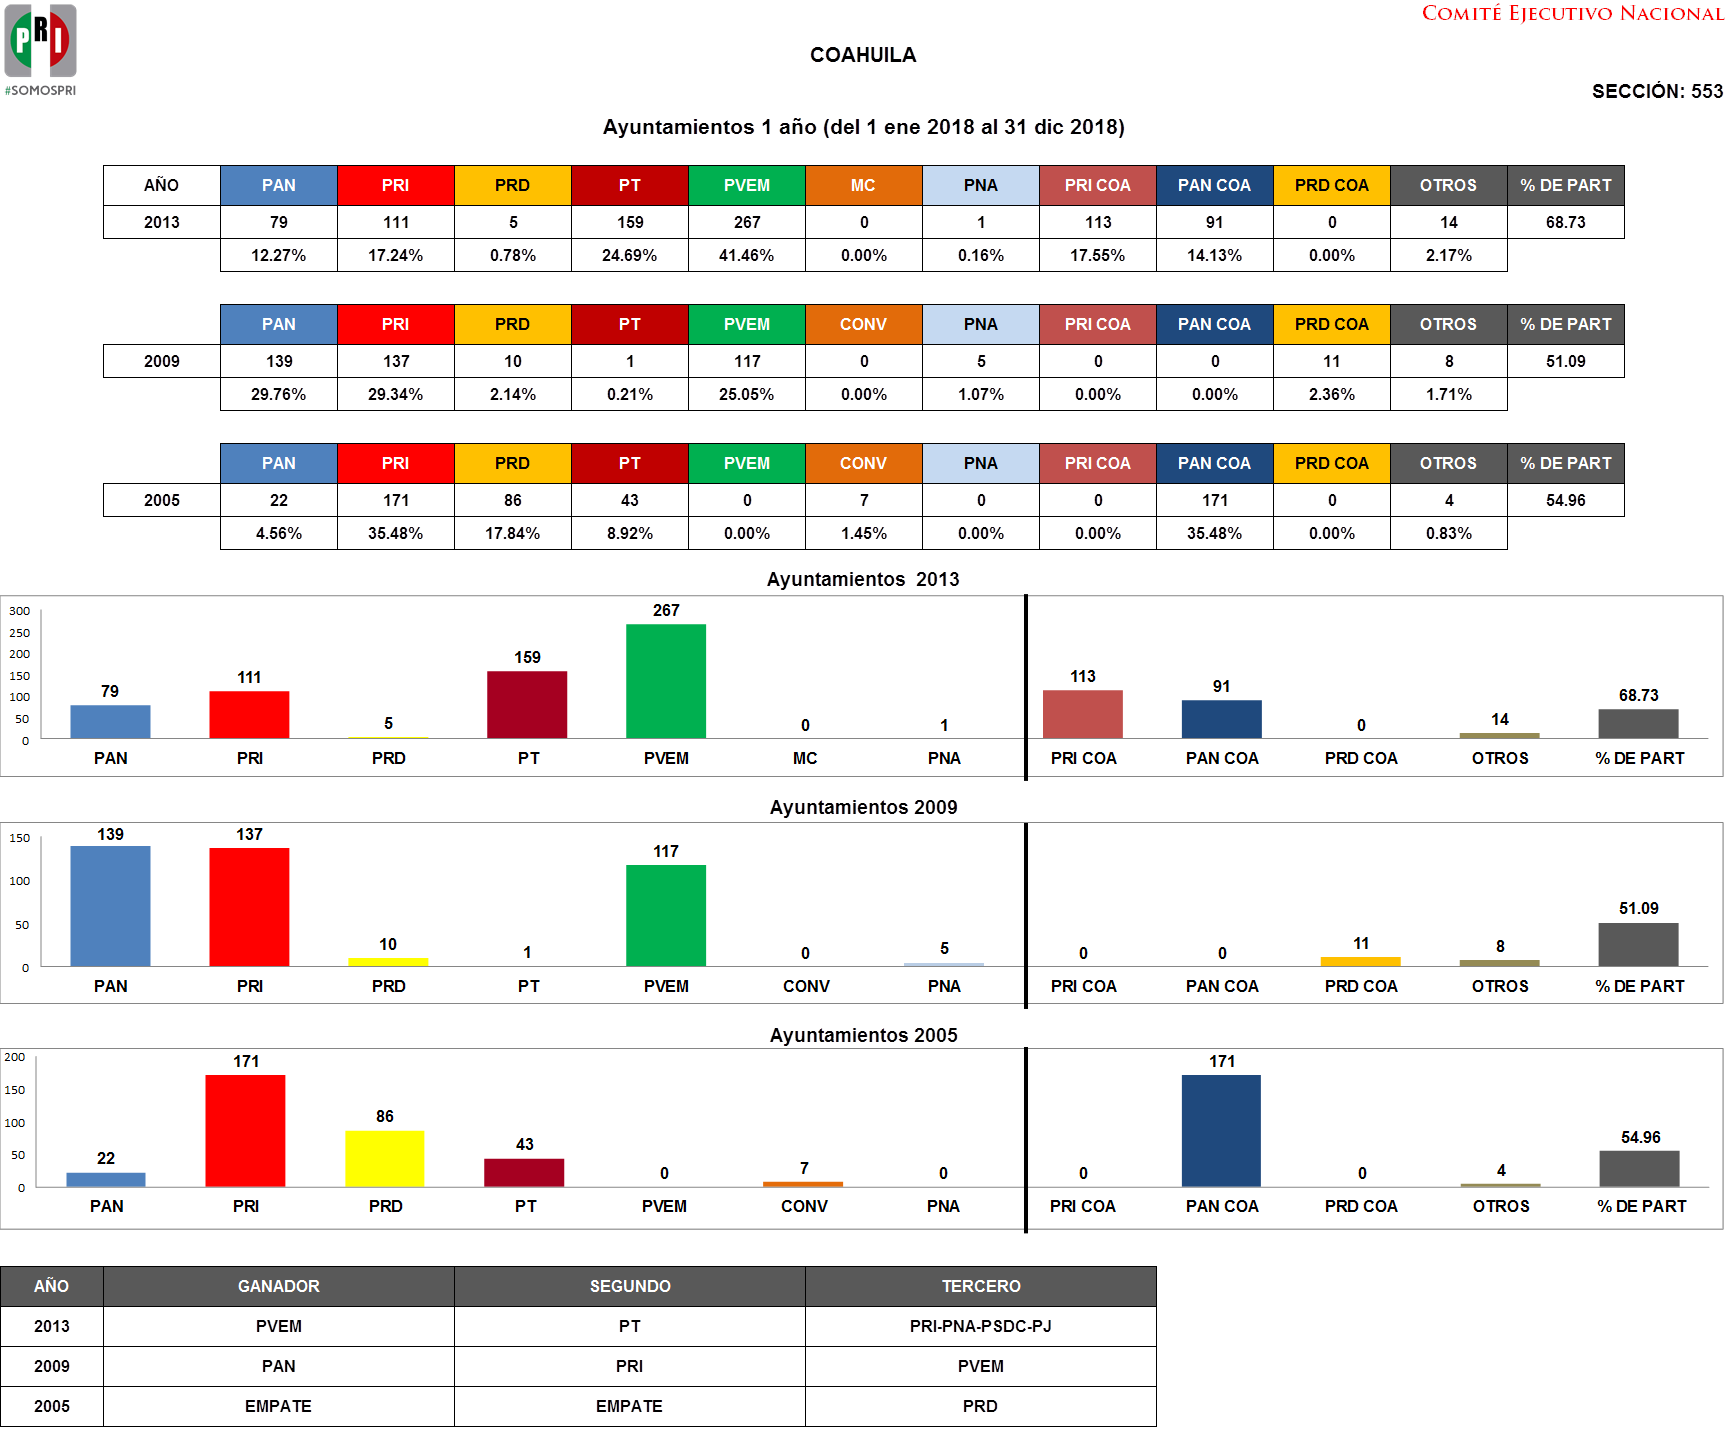 COMITÉ EJECUTIVO NACIONAL
PRI
#SOMOSPRI
COAHUILA
SECCIÓN: 553
Ayuntamientos 1 año (del 1 ene 2018 al 31 dic 2018)
AÑO PAN PRI PRD PT PVEM MC PNA PRI COA PAN COA PRD COA OTROS % DE PART
2013 79 111 5 159 267 0 1 113 91 0 14 68.73
12.27% 17.24% 0.78% 24.69% 41.46% 0.00% 0.16% 17.55% 14.13% 0.00% 2.17%
PAN PRI PRD PT PVEM CONV PNA PRI COA PAN COA PRD COA OTROS % DE PART
2009 139 137 10 1 117 0 5 0 0 11 8 51.09
29.76% 29.34% 2.14% 0.21% 25.05% 0.00% 1.07% 0.00% 0.00% 2.36% 1.71%
PAN PRI PRD PT PVEM CONV PNA PRI COA PAN COA PRD COA OTROS % DE PART
2005 22 171 86 43 0 7 0 0 171 0 4 54.96
4.56% 35.48% 17.84% 8.92% 0.00% 1.45% 0.00% 0.00% 35.48% 0.00% 0.83%
Ayuntamientos 2013
300
250
200
150
100
50
0
79 111 5 159 267 0 1 113 91 0 14 68.73
PAN PRI PRD PT PVEM MC PNA PRI COA PAN COA PRD COA OTROS % DE PART
Ayuntamientos 2009
150
100
50
0
139 137 10 1 117 0 5 0 0 11 8 51.09
PAN PRI PRD PT PVEM CONV PNA PRI COA PAN COA PRD COA OTROS % DE PART
Ayuntamientos 2005
200
150
100
50
0
22 171 86 43 0 7 0 0 171 0 4 54.96
PAN PRI PRD PT PVEM CONV PNA PRI COA PAN COA PRD COA OTROS % DE PART
AÑO GANADOR SEGUNDO TERCERO
2013 PVEM PT PRI-PNA-PSDC-PJ
2009 PAN PRI PVEM
2005 EMPATE EMPATE PRD